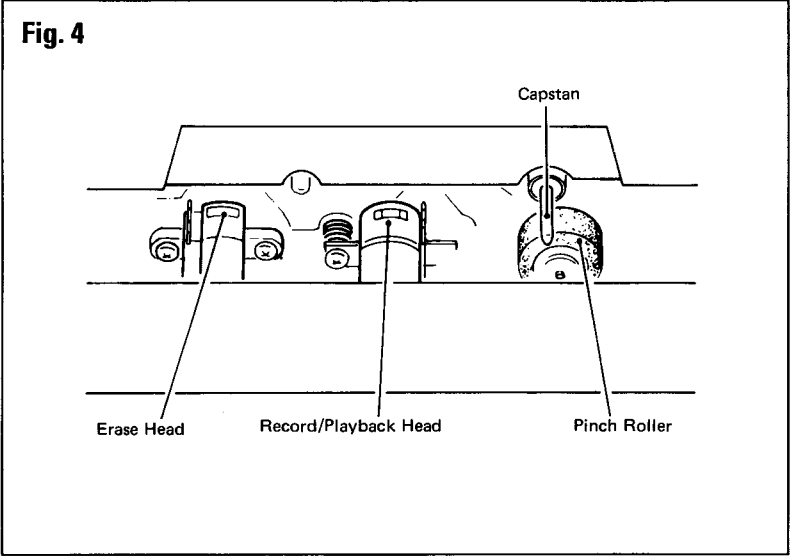 Fig. 4
Capstan
Erase Head
Record/Playback Head
Pinch Roller